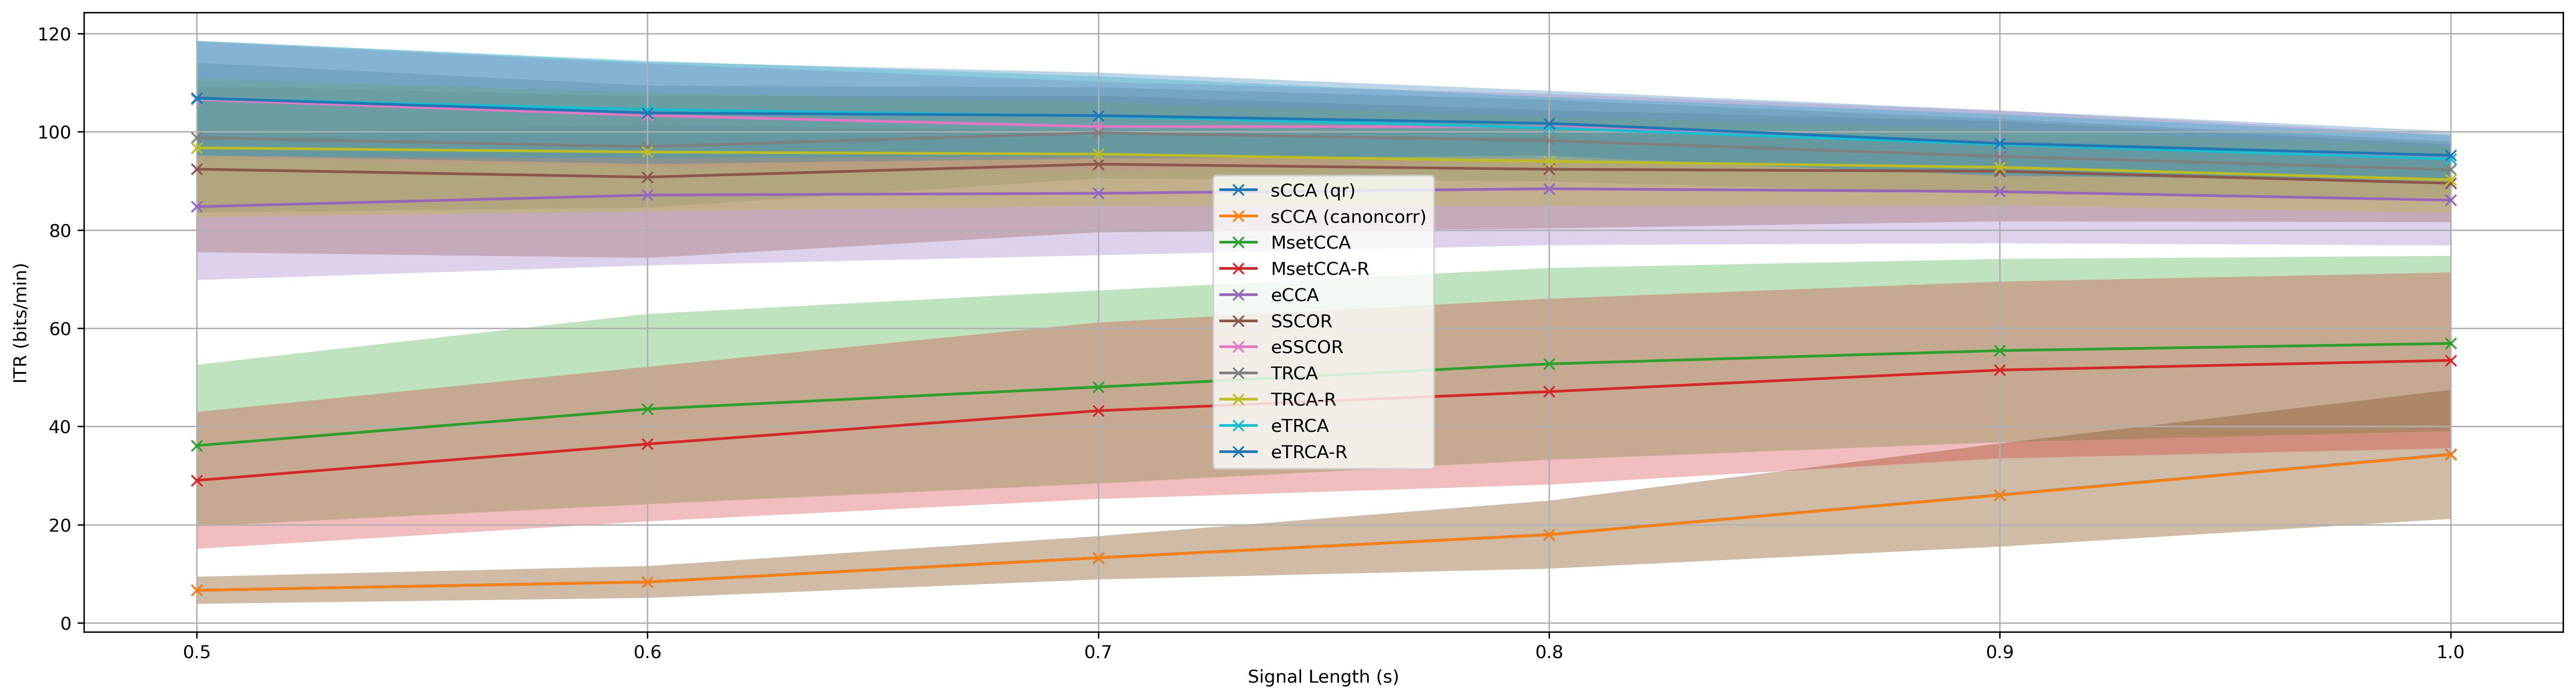 120
100
80
60
40
20
0
ITR (bits/min)
sCCA (qr)
sCCA (canoncorr)
MsetCCA
MsetCCA-R
eCCA
SSCOR
eSSCOR
TRCA
TRCA-R
eTRCA
eTRCA-R
0.5 0.6 0.7 0.8 0.9 1.0
Signal Length (s)